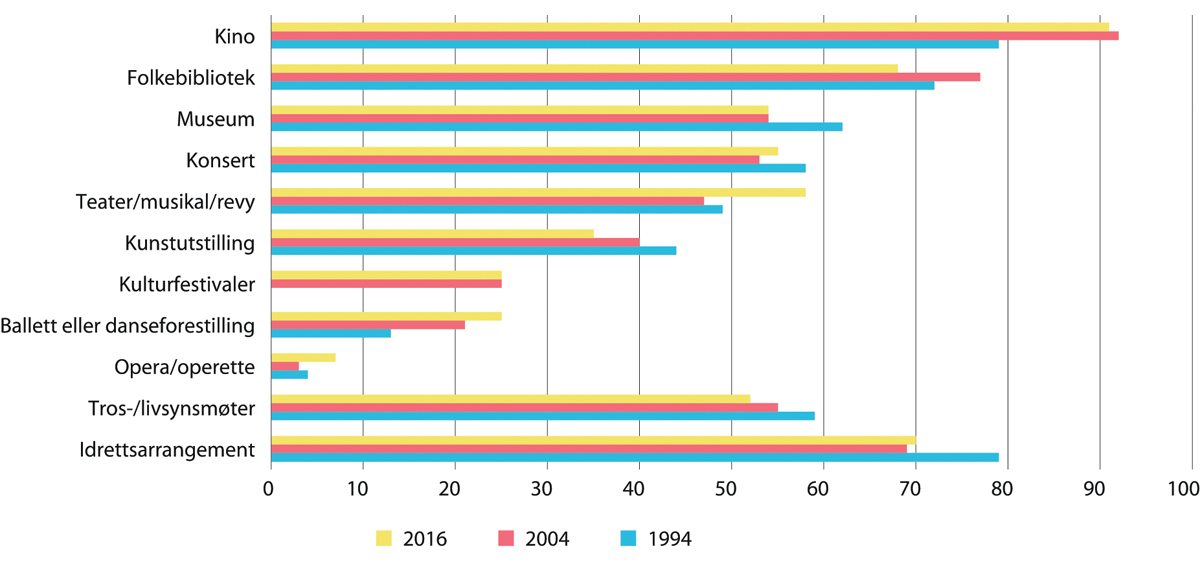 Kino
Folkebibliotek
Museum
Konsert
Teater/musikal/revy
Kunstutstilling
Kulturfestivaler
Ballett eller danseforestilling
Opera/operette
Tros-/livsynsmøter
Idrettsarrangement
0 10 20 30 40 50 60 70 80 90 100
2016 2004 1994